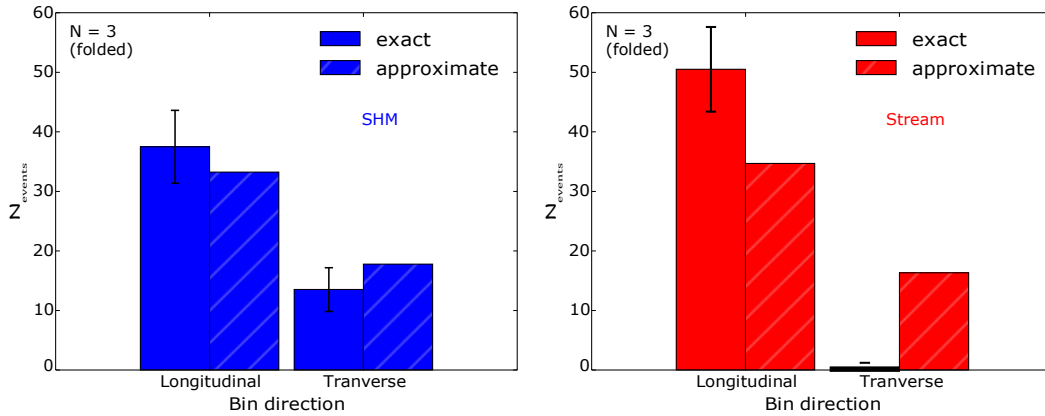 60
50
40
30
20
10
0
N_events
N = 3
(folded)
exact
approximate
SHM
Longitudinal
Tranverse
Bin direction
60
50
40
30
20
10
0
N_events
N = 3
(folded)
exact
approximate
Stream
Longitudinal
Tranverse
Bin direction